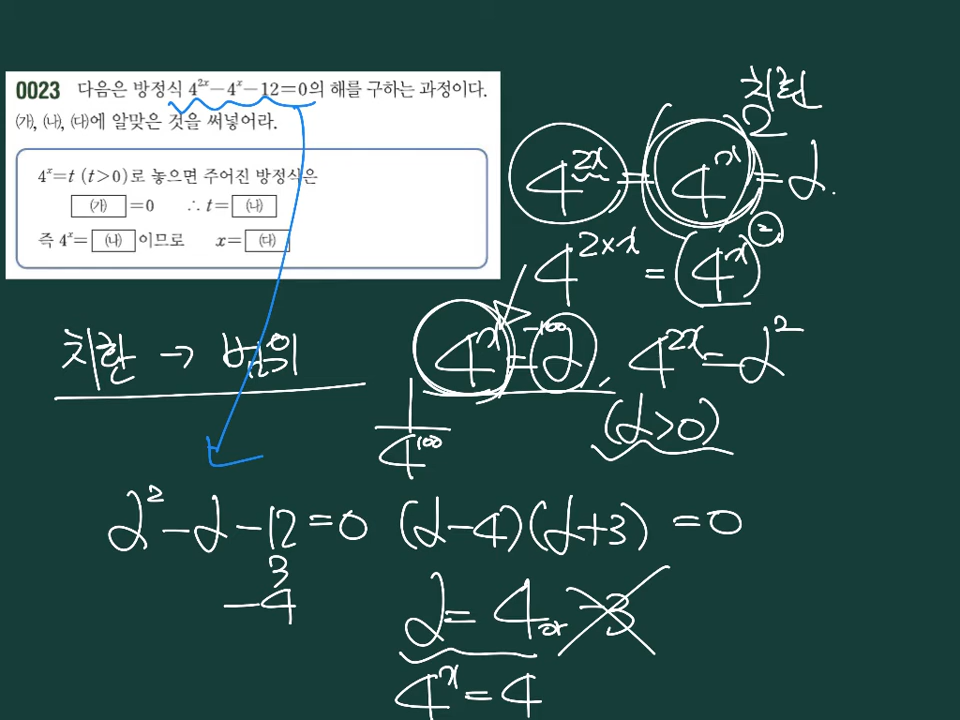 0023 다음은 방정식 4^{2x}-4^x-12=0의 해를 구하는 과정이다.
㈎, ㈏, ㈐에 알맞은 것을 써넣어라.
4^x=t (t>0)로 놓으면 주어진 방정식은
㈎ =0 ∴ t= ㈏
즉 4^x= ㈏ 이므로 x= ㈐
치환
4^{2x} = (4^x)^2 = α.
4^{2×x} = (4^x)^2
치환 → 범위
4^x = α, 4^{2x} = α^2
-100
1/4^{100}
(α>0)
α^2 - α - 12 = 0 (α-4)(α+3) = 0
3
-4
α = 4 or -3
4^x = 4